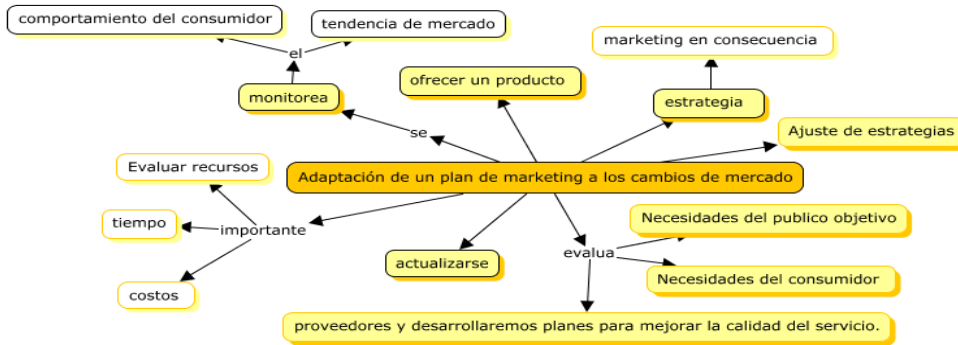 comportamiento del consumidor
tendencia de mercado
el
marketing en consecuencia
monitorea
ofrecer un producto
estrategia
se
Ajuste de estrategias
Evaluar recursos
Adaptación de un plan de marketing a los cambios de mercado
tiempo
importante
Necesidades del publico objetivo
evalua
actualizarse
Necesidades del consumidor
costos
proveedores y desarrollaremos planes para mejorar la calidad del servicio.